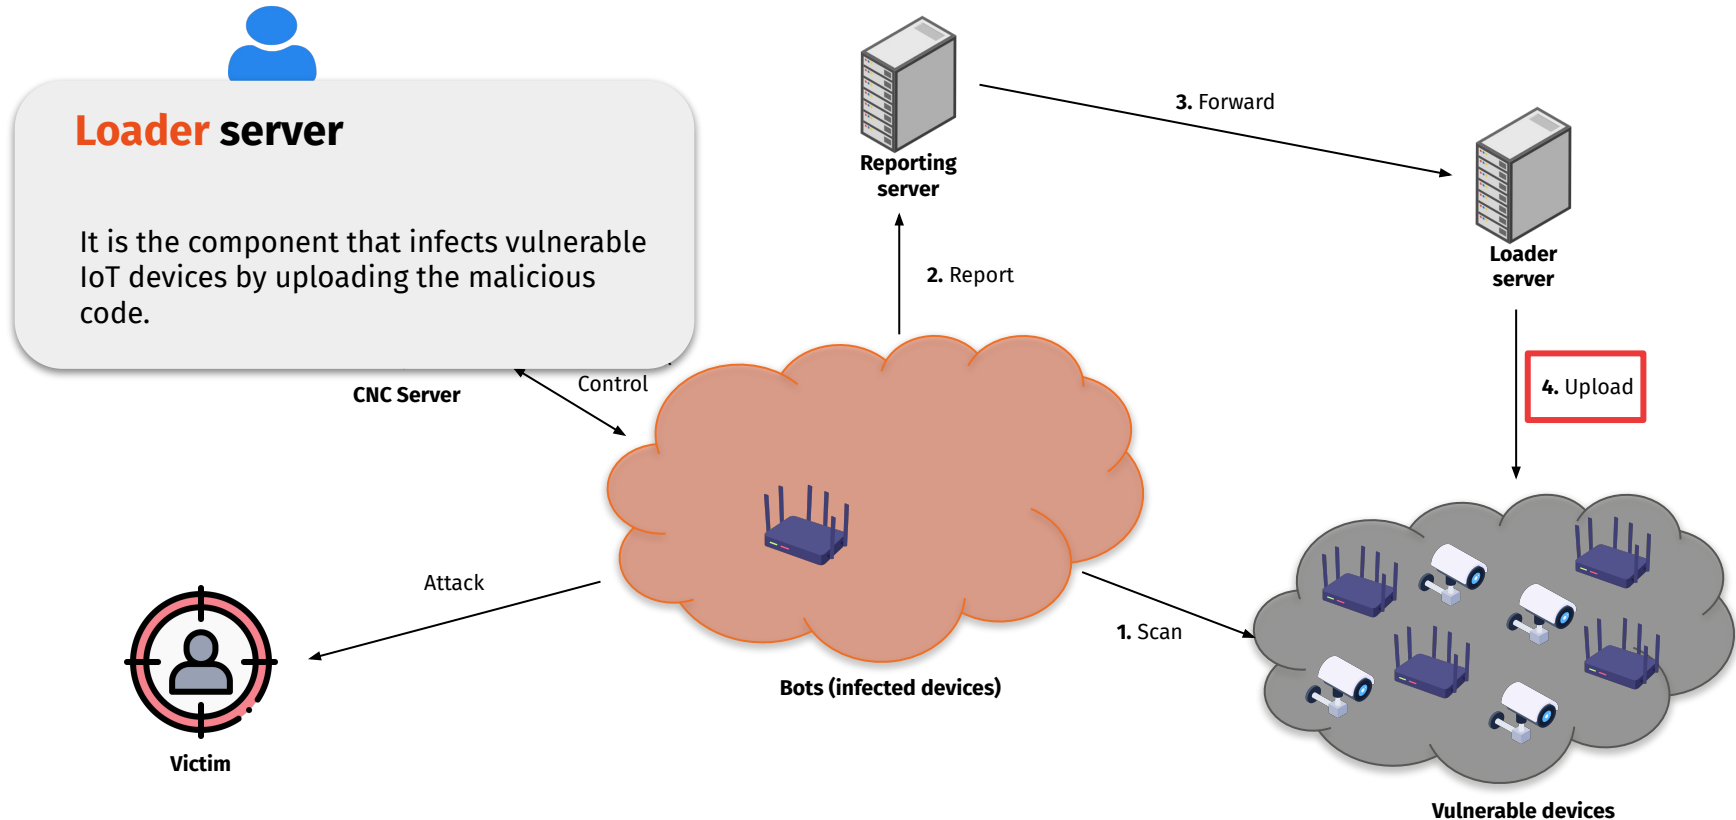 Loader server
It is the component that infects vulnerable
IoT devices by uploading the malicious
code.
CNC Server
Control
Reporting
server
3. Forward
Loader
server
2. Report
4. Upload
Attack
1. Scan
Bots (infected devices)
Victim
Vulnerable devices